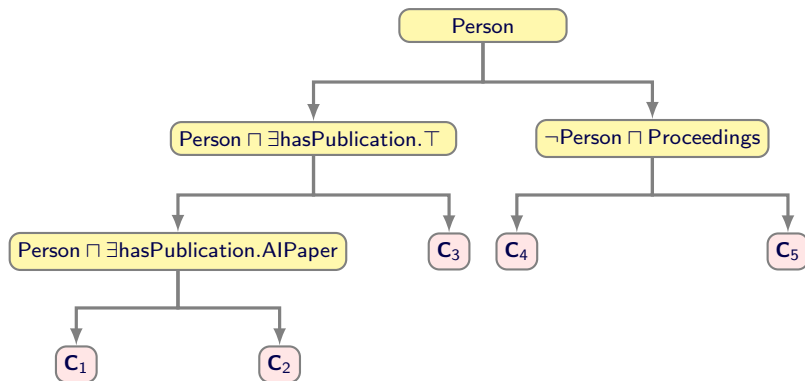 Person
Person ⊓ ∃hasPublication.⊤
¬Person ⊓ Proceedings
Person ⊓ ∃hasPublication.AIPaper
C₃
C₄
C₅
C₁
C₂